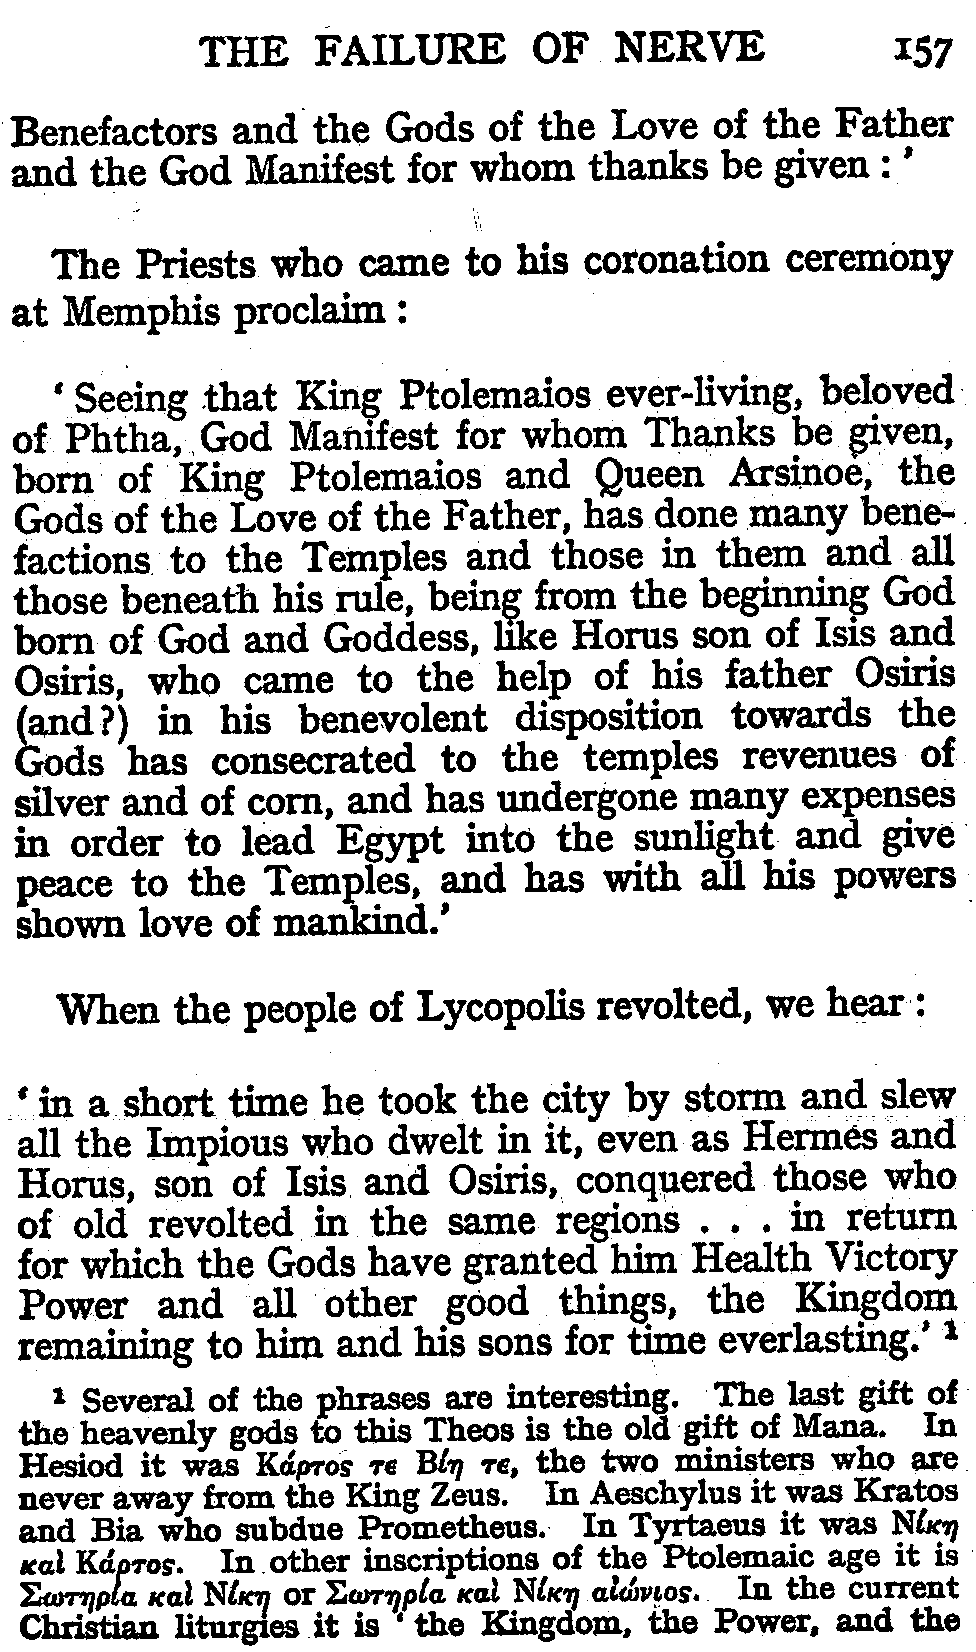 THE FAILURE OF NERVE 157
Benefactors and the Gods of the Love of the Father
and the God Manifest for whom thanks be given : ’
The Priests who came to his coronation ceremony
at Memphis proclaim :
‘ Seeing that King Ptolemaios ever-living, beloved
of Phtha, God Manifest for whom Thanks be given,
born of King Ptolemaios and Queen Arsinoë, the
Gods of the Love of the Father, has done many bene-
factions to the Temples and those in them and all
those beneath his rule, being from the beginning God
born of God and Goddess, like Horus son of Isis and
Osiris, who came to the help of his father Osiris
(and?) in his benevolent disposition towards the
Gods has consecrated to the temples revenues of
silver and of corn, and has undergone many expenses
in order to lead Egypt into the sunlight and give
peace to the Temples, and has with all his powers
shown love of mankind.’
When the people of Lycopolis revolted, we hear :
‘ in a short time he took the city by storm and slew
all the Impious who dwelt in it, even as Hermes and
Horus, son of Isis and Osiris, conquered those who
of old revolted in the same regions . . . in return
for which the Gods have granted him Health Victory
Power and all other good things, the Kingdom
remaining to him and his sons for time everlasting.’ ¹
¹ Several of the phrases are interesting. The last gift of
the heavenly gods to this Theos is the old gift of Mana. In
Hesiod it was Κάρτος τε Βίη τε, the two ministers who are
never away from the King Zeus. In Aeschylus it was Kratos
and Bia who subdue Prometheus. In Tyrtaeus it was Νίκη
καὶ Κάρτος. In other inscriptions of the Ptolemaic age it is
Σωτηρία καὶ Νίκη or Σωτηρία καὶ Νίκη αἰώνιος. In the current
Christian liturgies it is ‘ the Kingdom, the Power, and the